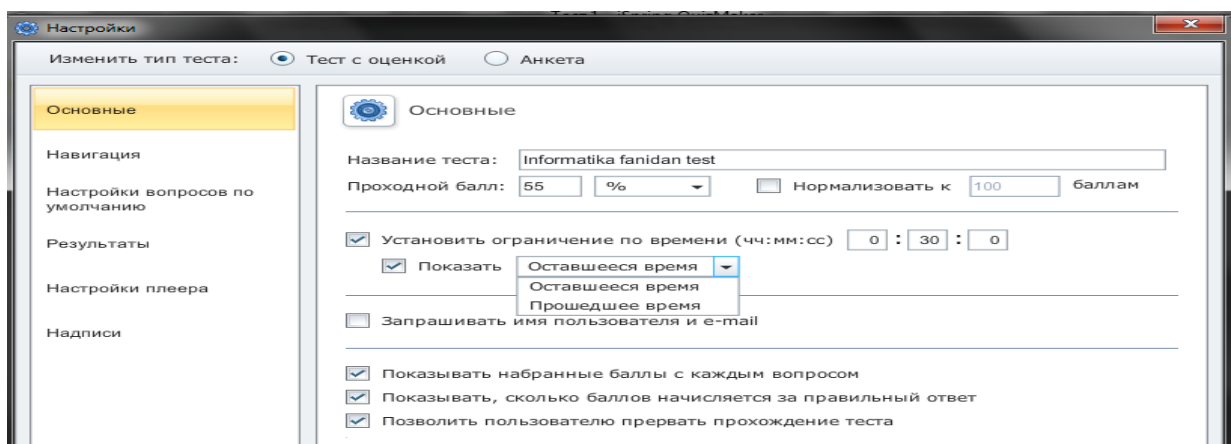 Настройки
Изменить тип теста: Тест с оценкой Анкета
Основные
Навигация
Настройки вопросов по
умолчанию
Результаты
Настройки плеера
Надписи
Основные
Название теста: Informatika fanidan test
Проходной балл: 55 % Нормализовать к 100 баллам
Установить ограничение по времени (чч:мм:сс) 0 : 30 : 0
Показать Оставшееся время
Оставшееся время
Прошедшее время
Запрашивать имя пользователя и e-mail
Показывать набранные баллы с каждым вопросом
Показывать, сколько баллов начисляется за правильный ответ
Позволить пользователю прервать прохождение теста